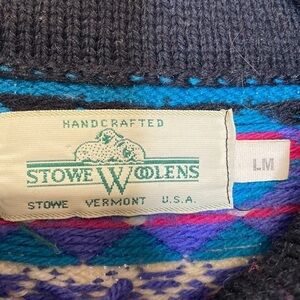 HANDCRAFTED
STOWE WOOLENS
STOWE VERMONT U.S.A.
LM